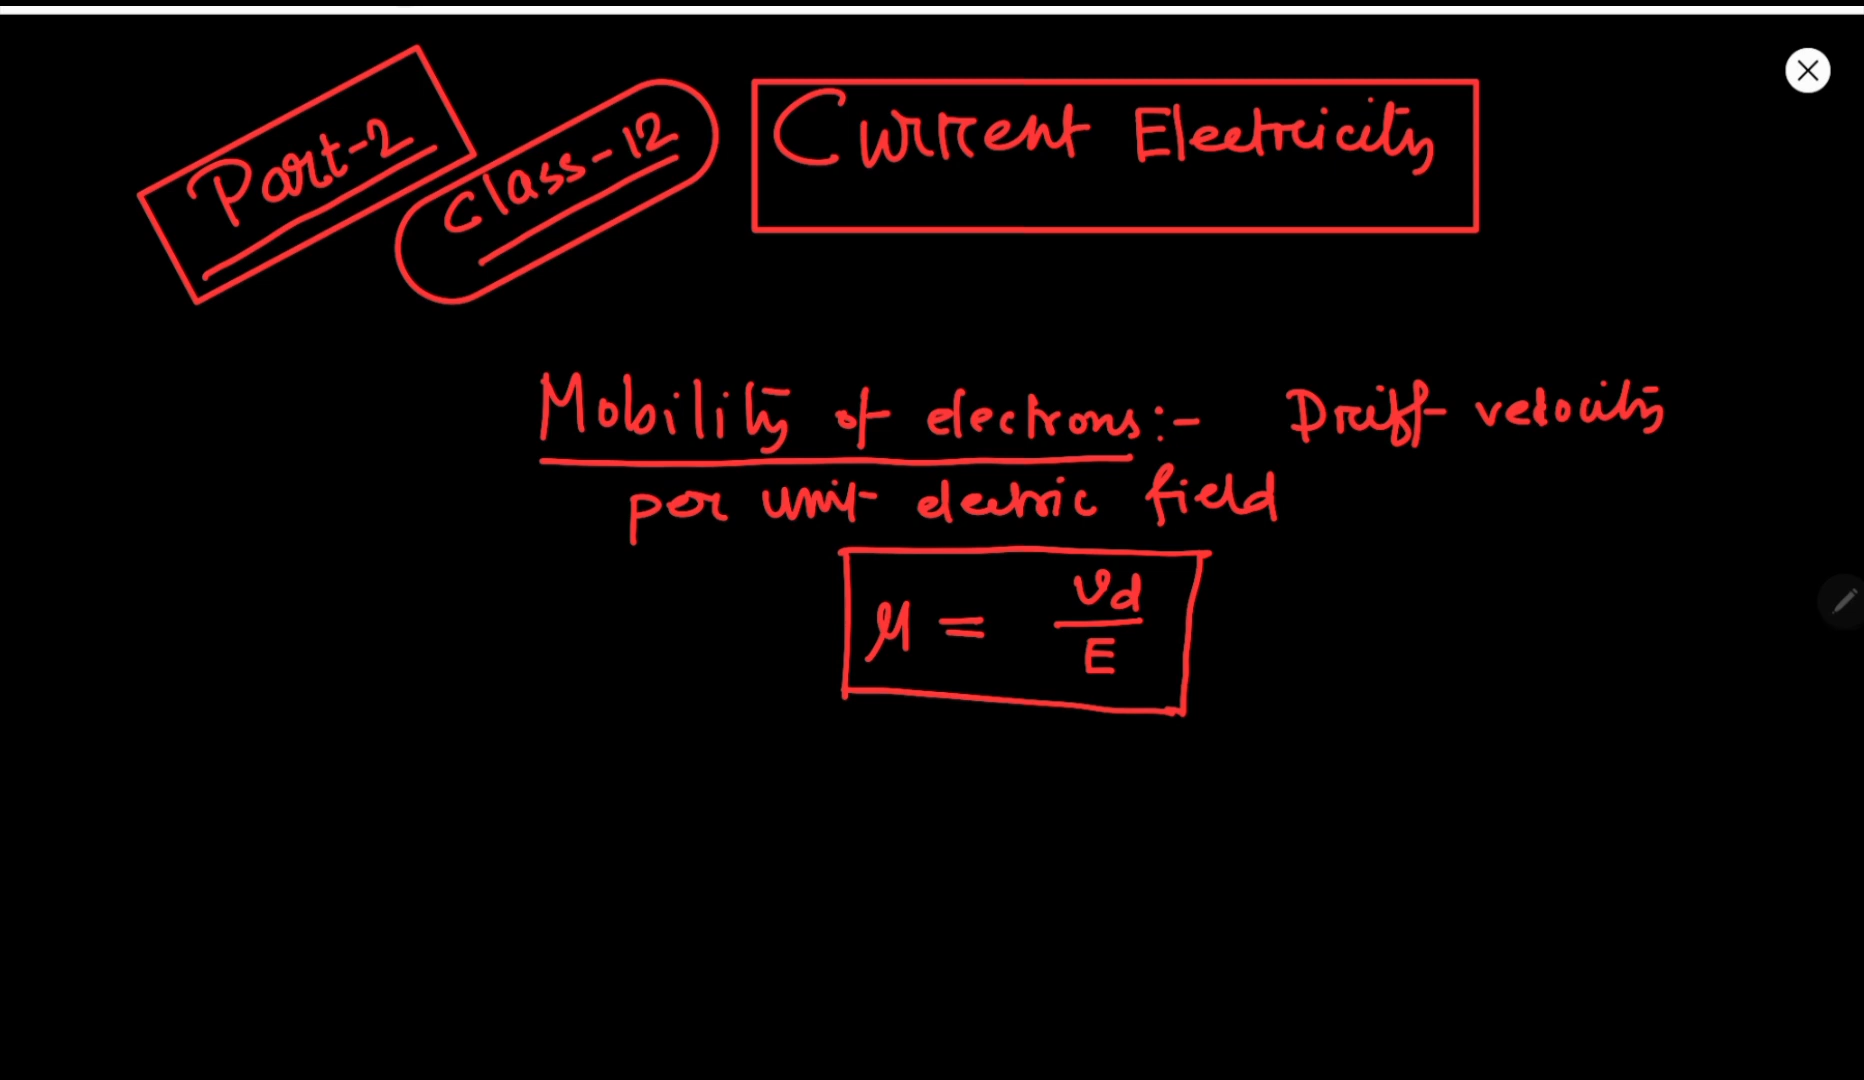 Part-2
Class-12
Current Electricity
Mobility of electrons:- Drift velocity
per unit electric field
μ = vd/E